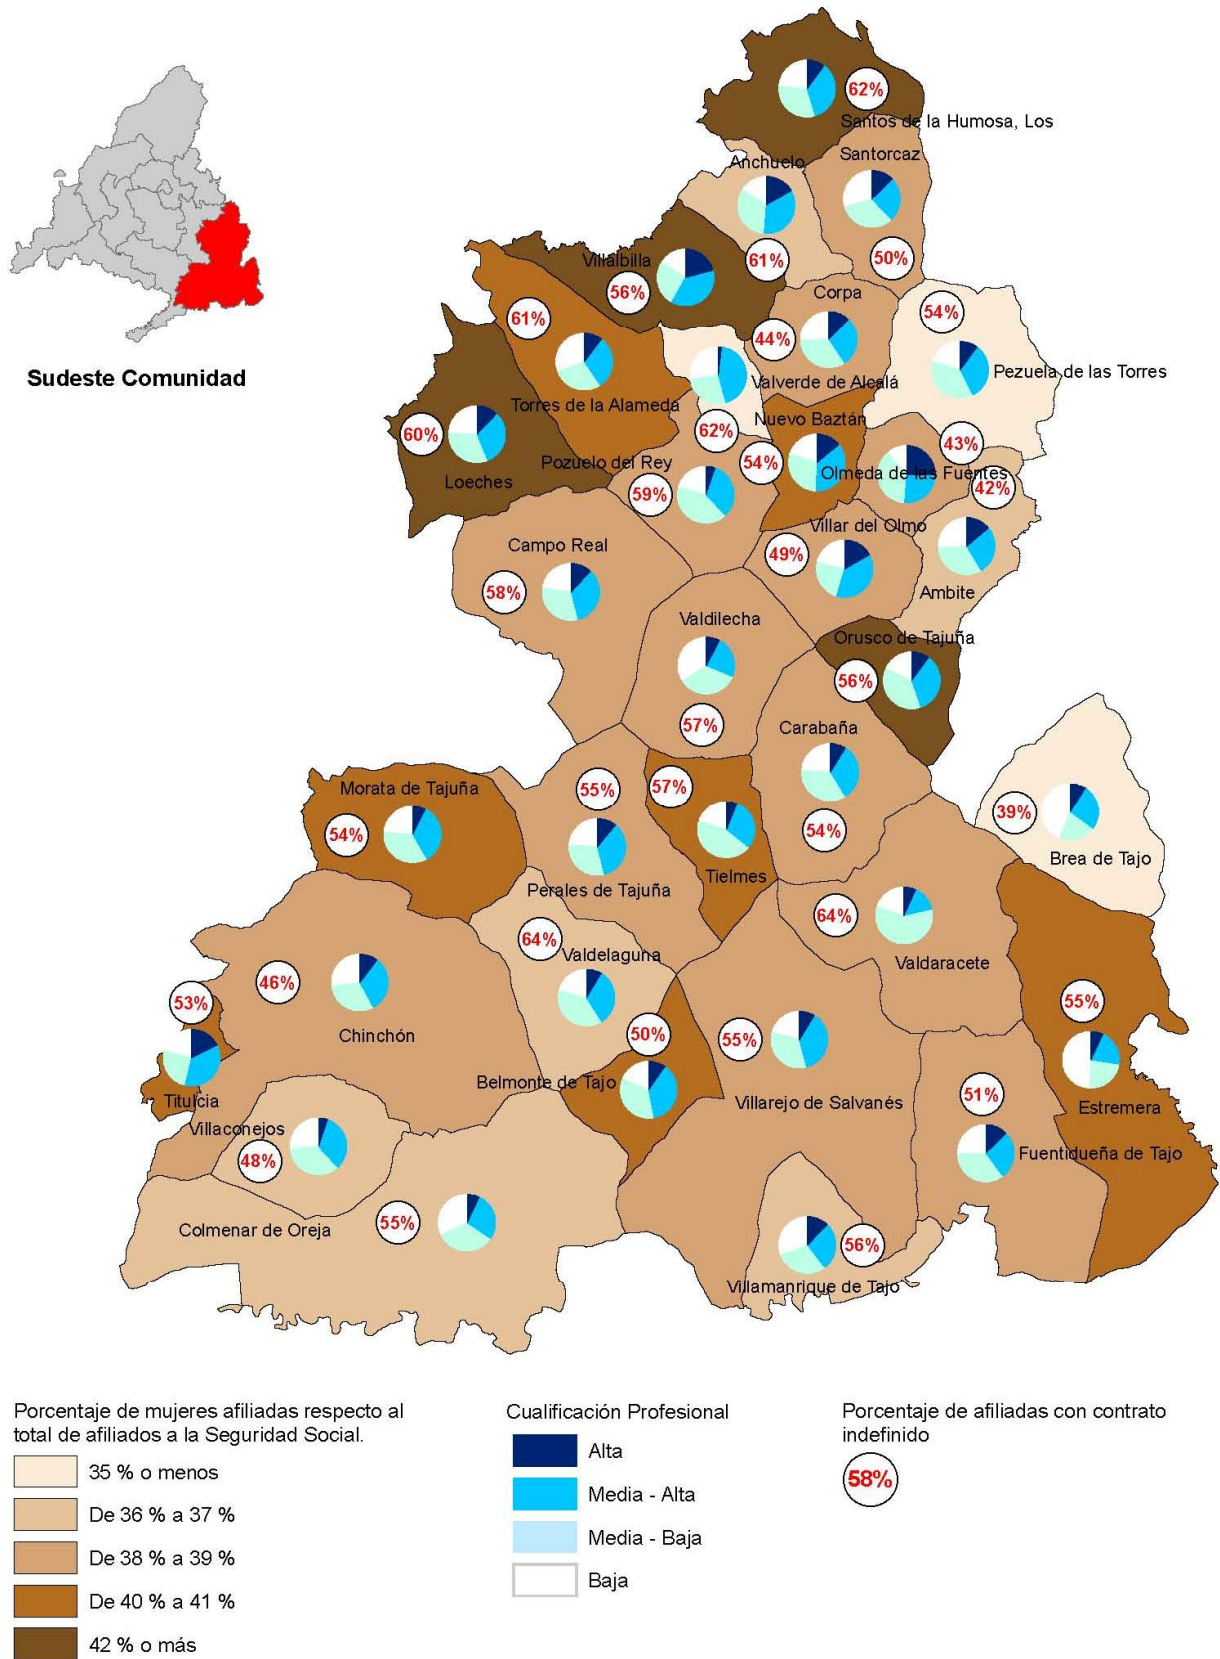 62%
Santos de la Humosa, Los
Anchuelo
Santorcaz
Villalbilla
61%
50%
56%
Corpa
54%
61%
44%
Sudeste Comunidad
Pezuela de las Torres
Valverde de Alcalá
Torres de la Alameda
Nuevo Baztán
60%
62%
43%
Pozuelo del Rey
54%
Olmeda de las Fuentes
Loeches
59%
42%
Villar del Olmo
Campo Real
49%
58%
Ambite
Valdilecha
Orusco de Tajuña
56%
57%
Carabaña
Morata de Tajuña
55%
57%
39%
54%
54%
Brea de Tajo
Tielmes
Perales de Tajuña
64%
64%
Valdelaguna
Valdaracete
46%
53%
55%
Chinchón
50%
55%
Belmonte de Tajo
Titulcia
Villarejo de Salvanés
51%
Estremera
Villaconejos
48%
Fuentidueña de Tajo
Colmenar de Oreja
55%
56%
Villamanrique de Tajo
Porcentaje de mujeres afiliadas respecto al
total de afiliados a la Seguridad Social.
35 % o menos
De 36 % a 37 %
De 38 % a 39 %
De 40 % a 41 %
42 % o más
Cualificación Profesional
Alta
Media - Alta
Media - Baja
Baja
Porcentaje de afiliadas con contrato
indefinido
58%